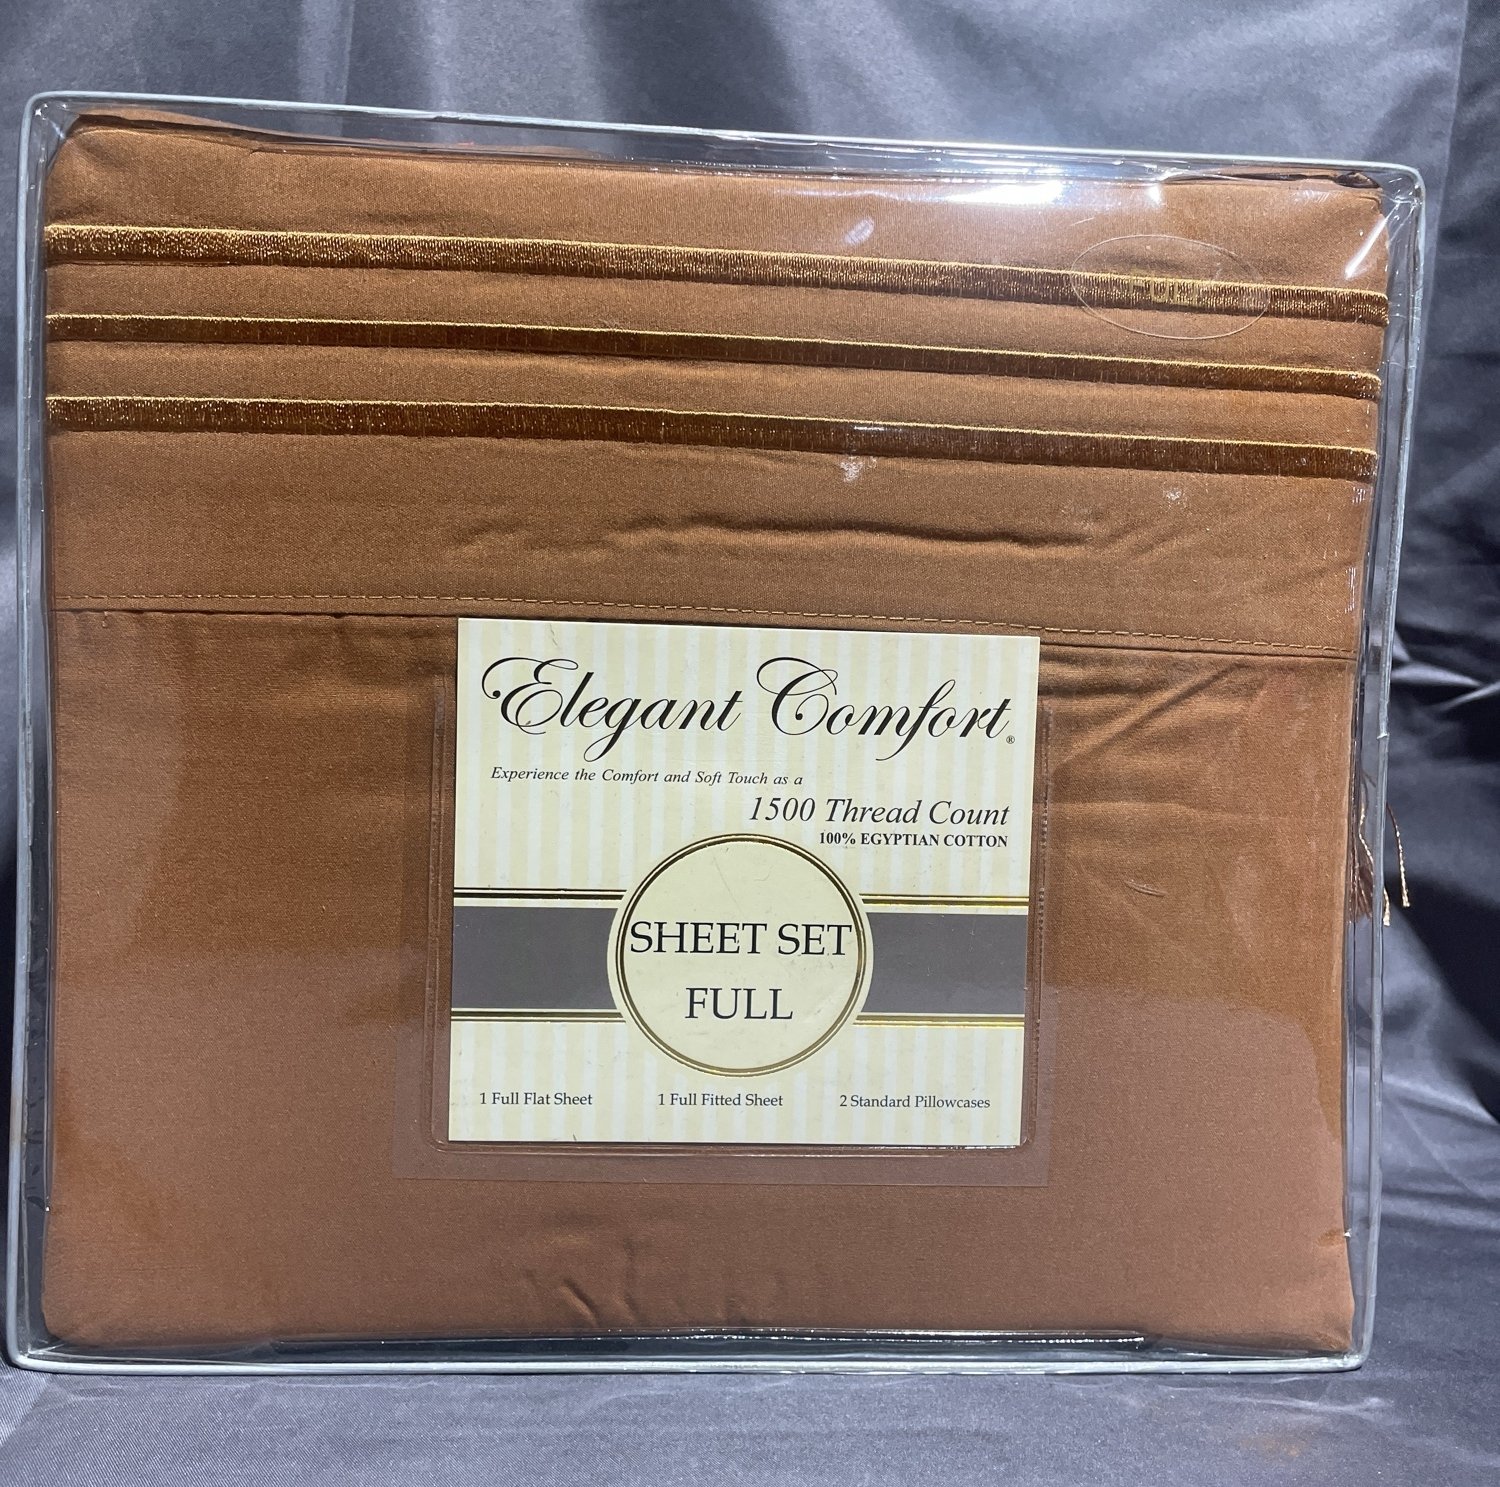 FULL
Elegant Comfort®
Experience the Comfort and Soft Touch as a
1500 Thread Count
100% EGYPTIAN COTTON
SHEET SET
FULL
1 Full Flat Sheet 1 Full Fitted Sheet 2 Standard Pillowcases